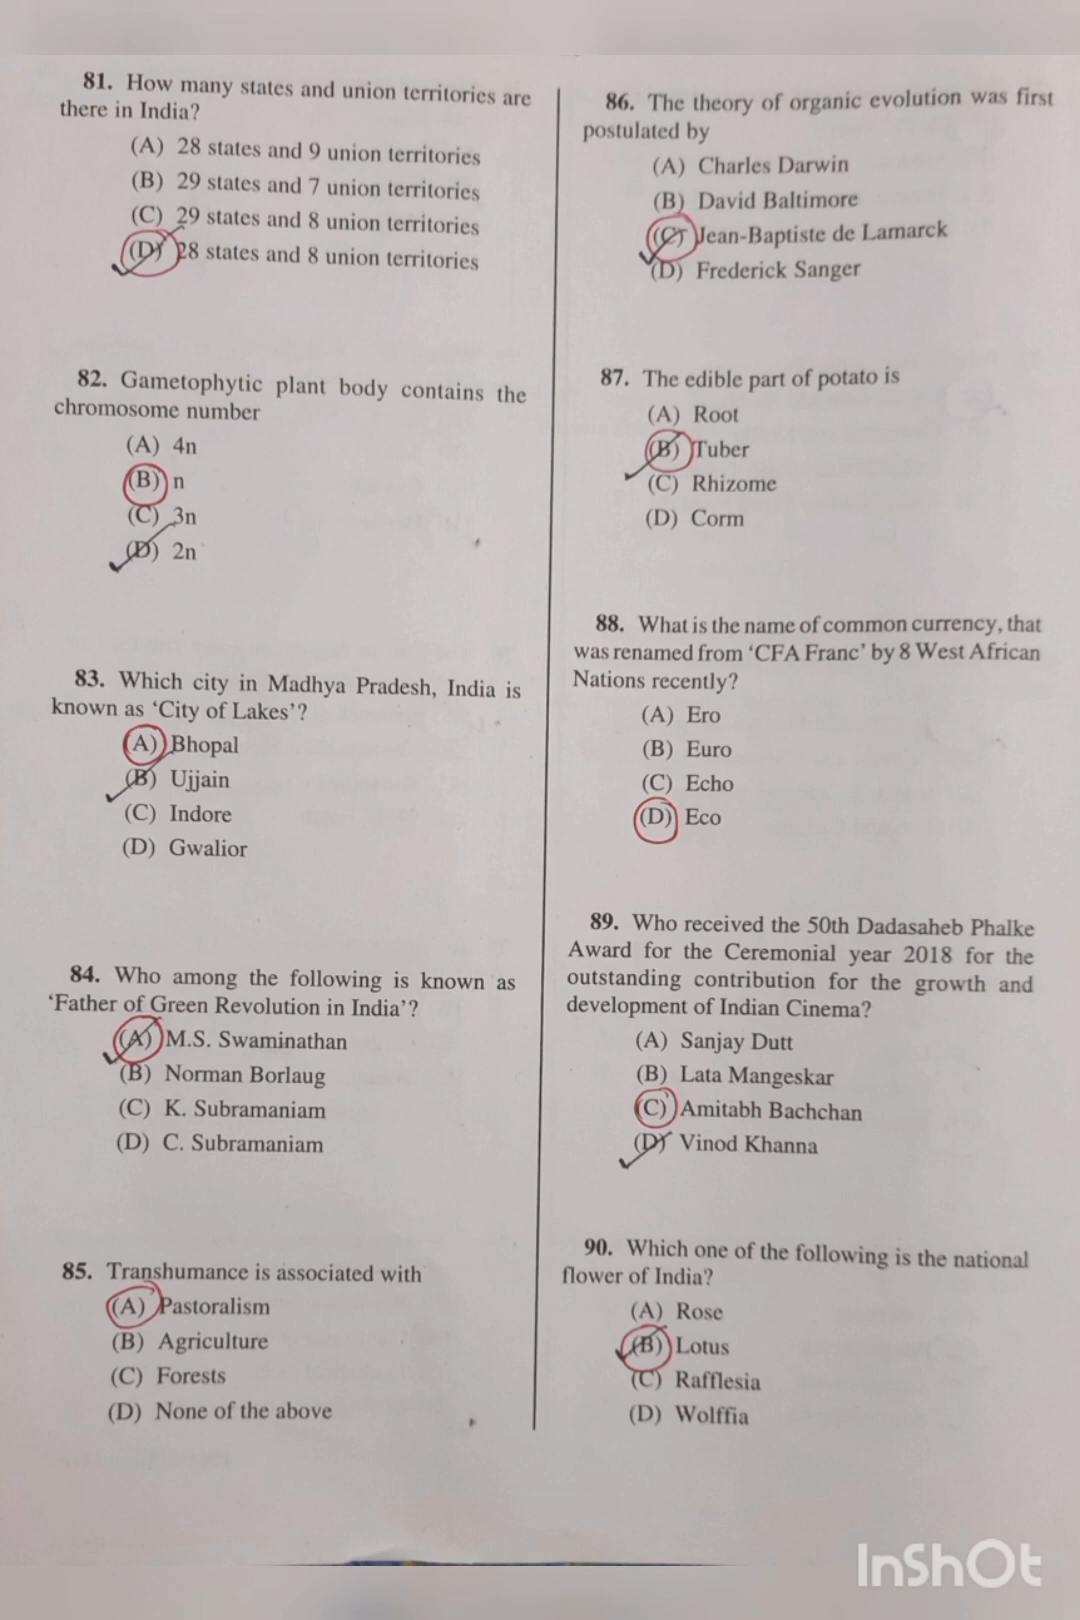 81. How many states and union territories are
there in India?
(A) 28 states and 9 union territories
(B) 29 states and 7 union territories
(C) 29 states and 8 union territories
(D) 28 states and 8 union territories
82. Gametophytic plant body contains the
chromosome number
(A) 4n
(B) n
(C) 3n
(D) 2n
83. Which city in Madhya Pradesh, India is
known as ‘City of Lakes’?
(A) Bhopal
(B) Ujjain
(C) Indore
(D) Gwalior
84. Who among the following is known as
‘Father of Green Revolution in India’?
(A) M.S. Swaminathan
(B) Norman Borlaug
(C) K. Subramaniam
(D) C. Subramaniam
85. Transhumance is associated with
(A) Pastoralism
(B) Agriculture
(C) Forests
(D) None of the above
86. The theory of organic evolution was first
postulated by
(A) Charles Darwin
(B) David Baltimore
(C) Jean-Baptiste de Lamarck
(D) Frederick Sanger
87. The edible part of potato is
(A) Root
(B) Tuber
(C) Rhizome
(D) Corm
88. What is the name of common currency, that
was renamed from ‘CFA Franc’ by 8 West African
Nations recently?
(A) Ero
(B) Euro
(C) Echo
(D) Eco
89. Who received the 50th Dadasaheb Phalke
Award for the Ceremonial year 2018 for the
outstanding contribution for the growth and
development of Indian Cinema?
(A) Sanjay Dutt
(B) Lata Mangeskar
(C) Amitabh Bachchan
(D) Vinod Khanna
90. Which one of the following is the national
flower of India?
(A) Rose
(B) Lotus
(C) Rafflesia
(D) Wolffia
InShOt